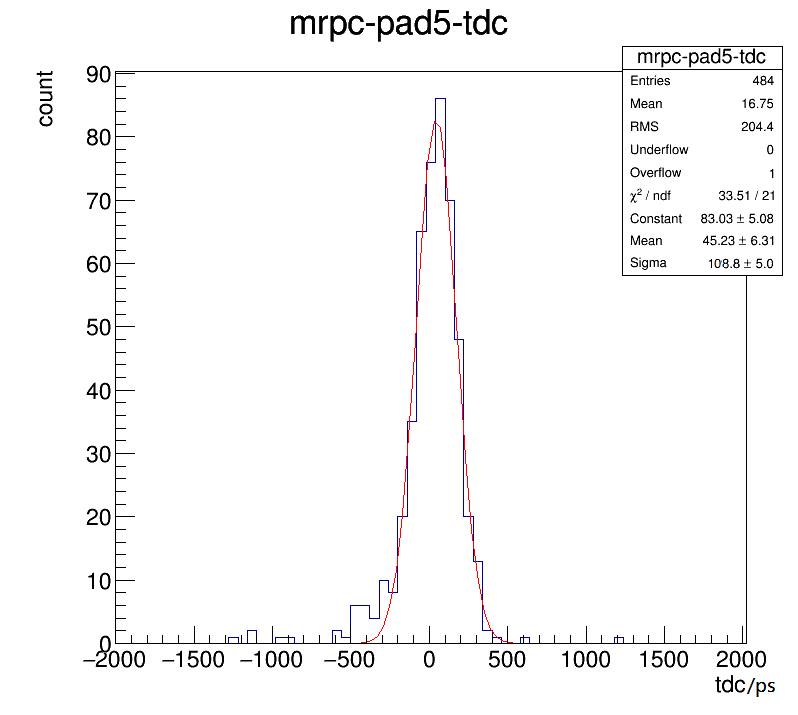 mrpc-pad5-tdc
count
90
80
70
60
50
40
30
20
10
0
−2000 −1500 −1000 −500 0 500 1000 1500 2000
tdc/ps
mrpc-pad5-tdc
Entries 484
Mean 16.75
RMS 204.4
Underflow 0
Overflow 1
χ² / ndf 33.51 / 21
Constant 83.03 ± 5.08
Mean 45.23 ± 6.31
Sigma 108.8 ± 5.0